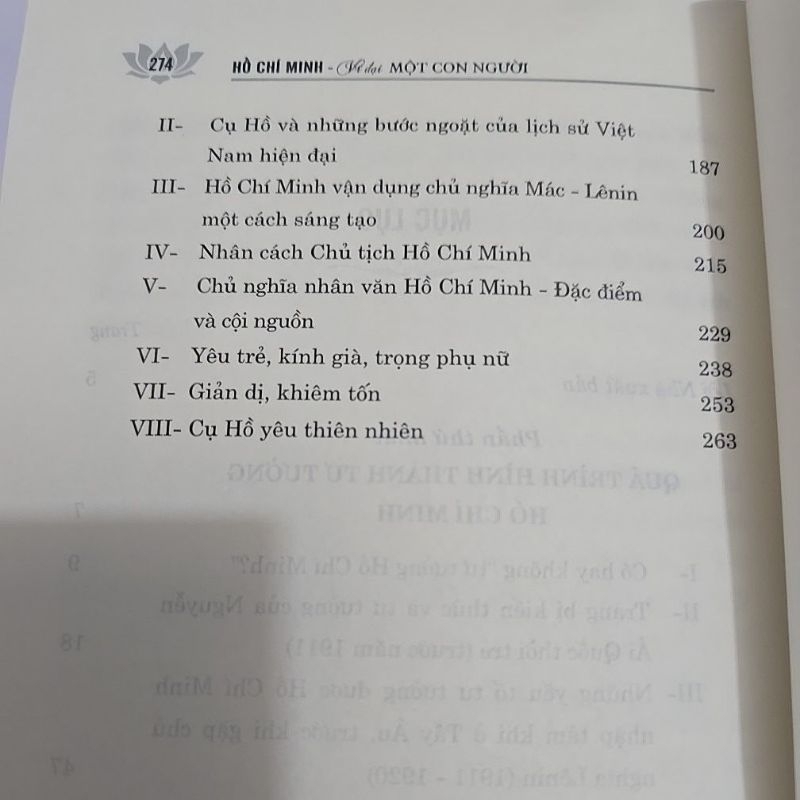 274
HỒ CHÍ MINH - Vĩ đại MỘT CON NGƯỜI
II- Cụ Hồ và những bước ngoặt của lịch sử Việt
Nam hiện đại 187
III- Hồ Chí Minh vận dụng chủ nghĩa Mác - Lênin
một cách sáng tạo 200
IV- Nhân cách Chủ tịch Hồ Chí Minh 215
V- Chủ nghĩa nhân văn Hồ Chí Minh - Đặc điểm
và cội nguồn 229
VI- Yêu trẻ, kính già, trọng phụ nữ 238
VII- Giản dị, khiêm tốn 253
VIII- Cụ Hồ yêu thiên nhiên 263